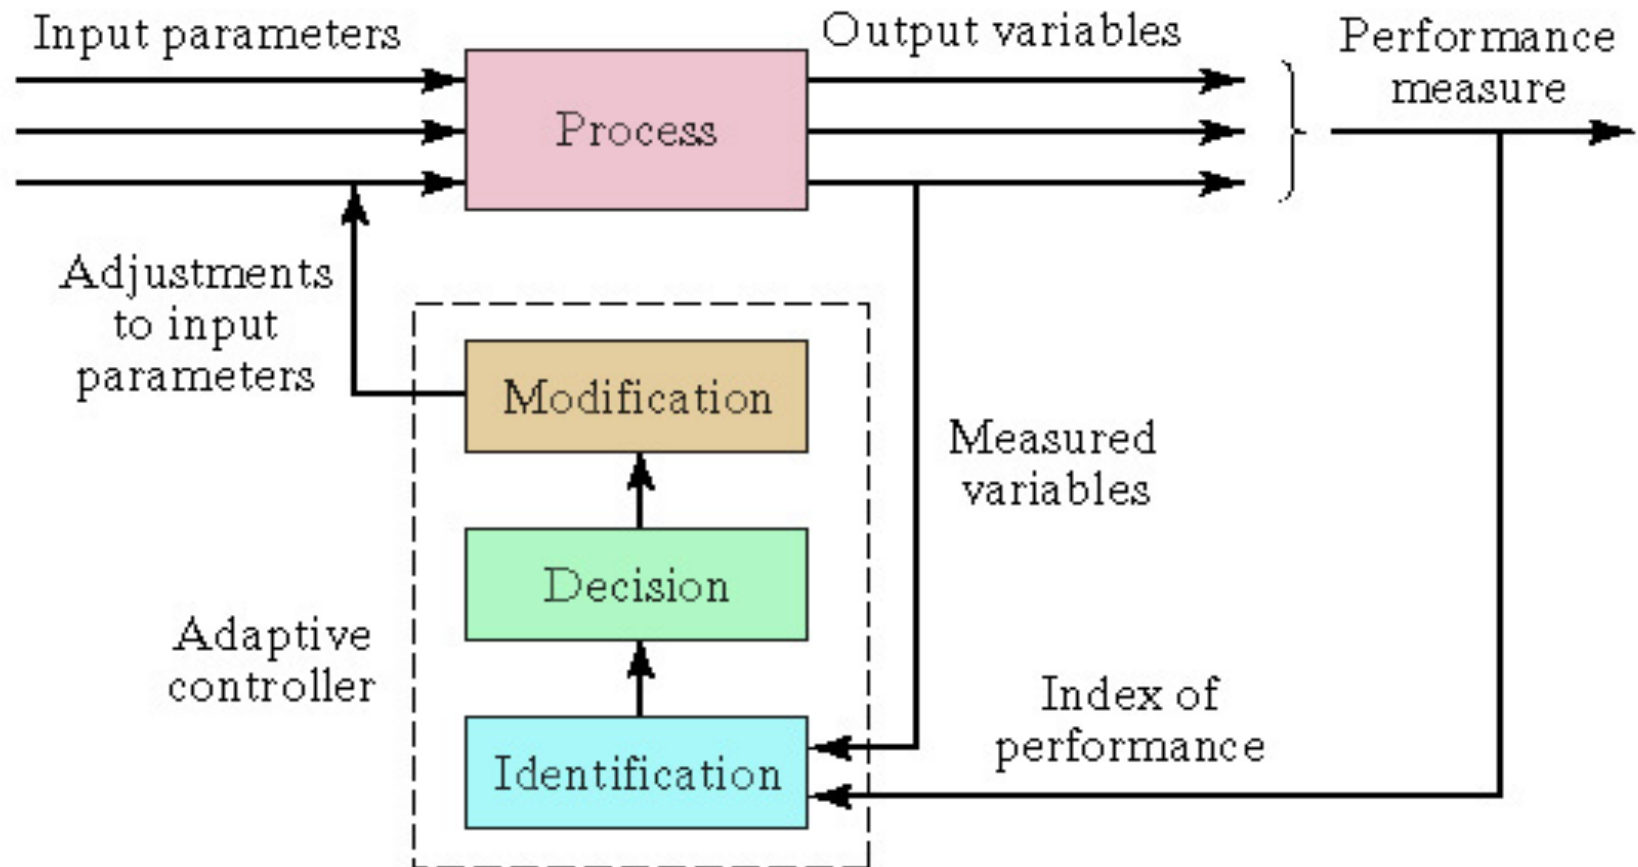 Input parameters
Output variables
Performance
measure
Process
Adjustments
to input
parameters
Modification
Measured
variables
Decision
Adaptive
controller
Index of
performance
Identification